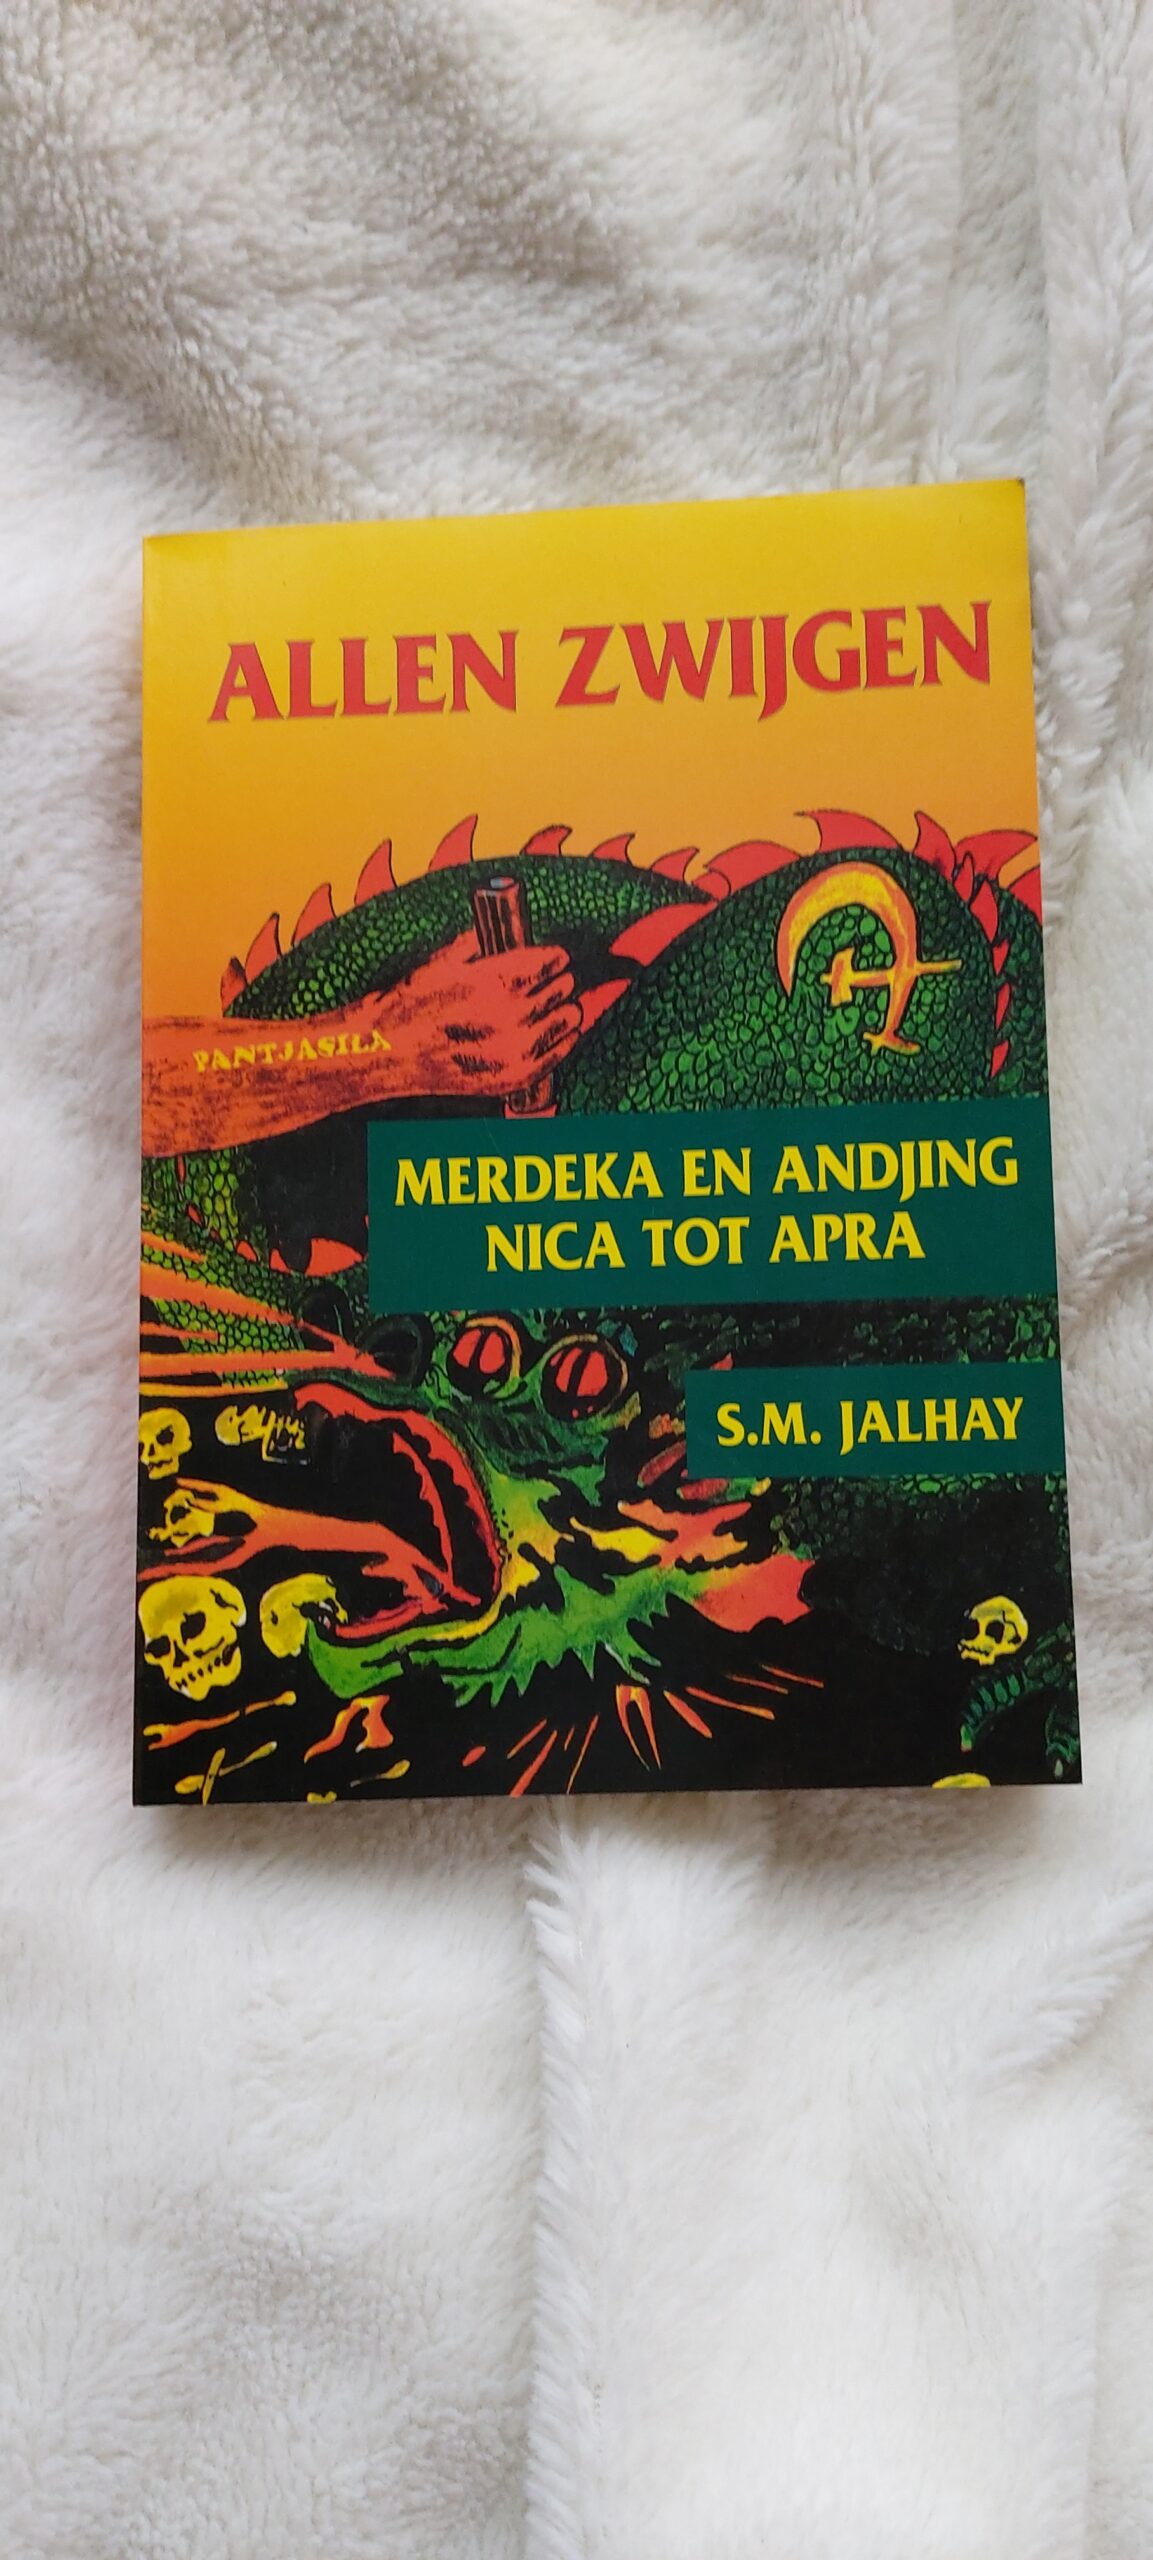 ALLEN ZWIJGEN
PANTJASILA
MERDEKA EN ANDJING
NICA TOT APRA
S.M. JALHAY